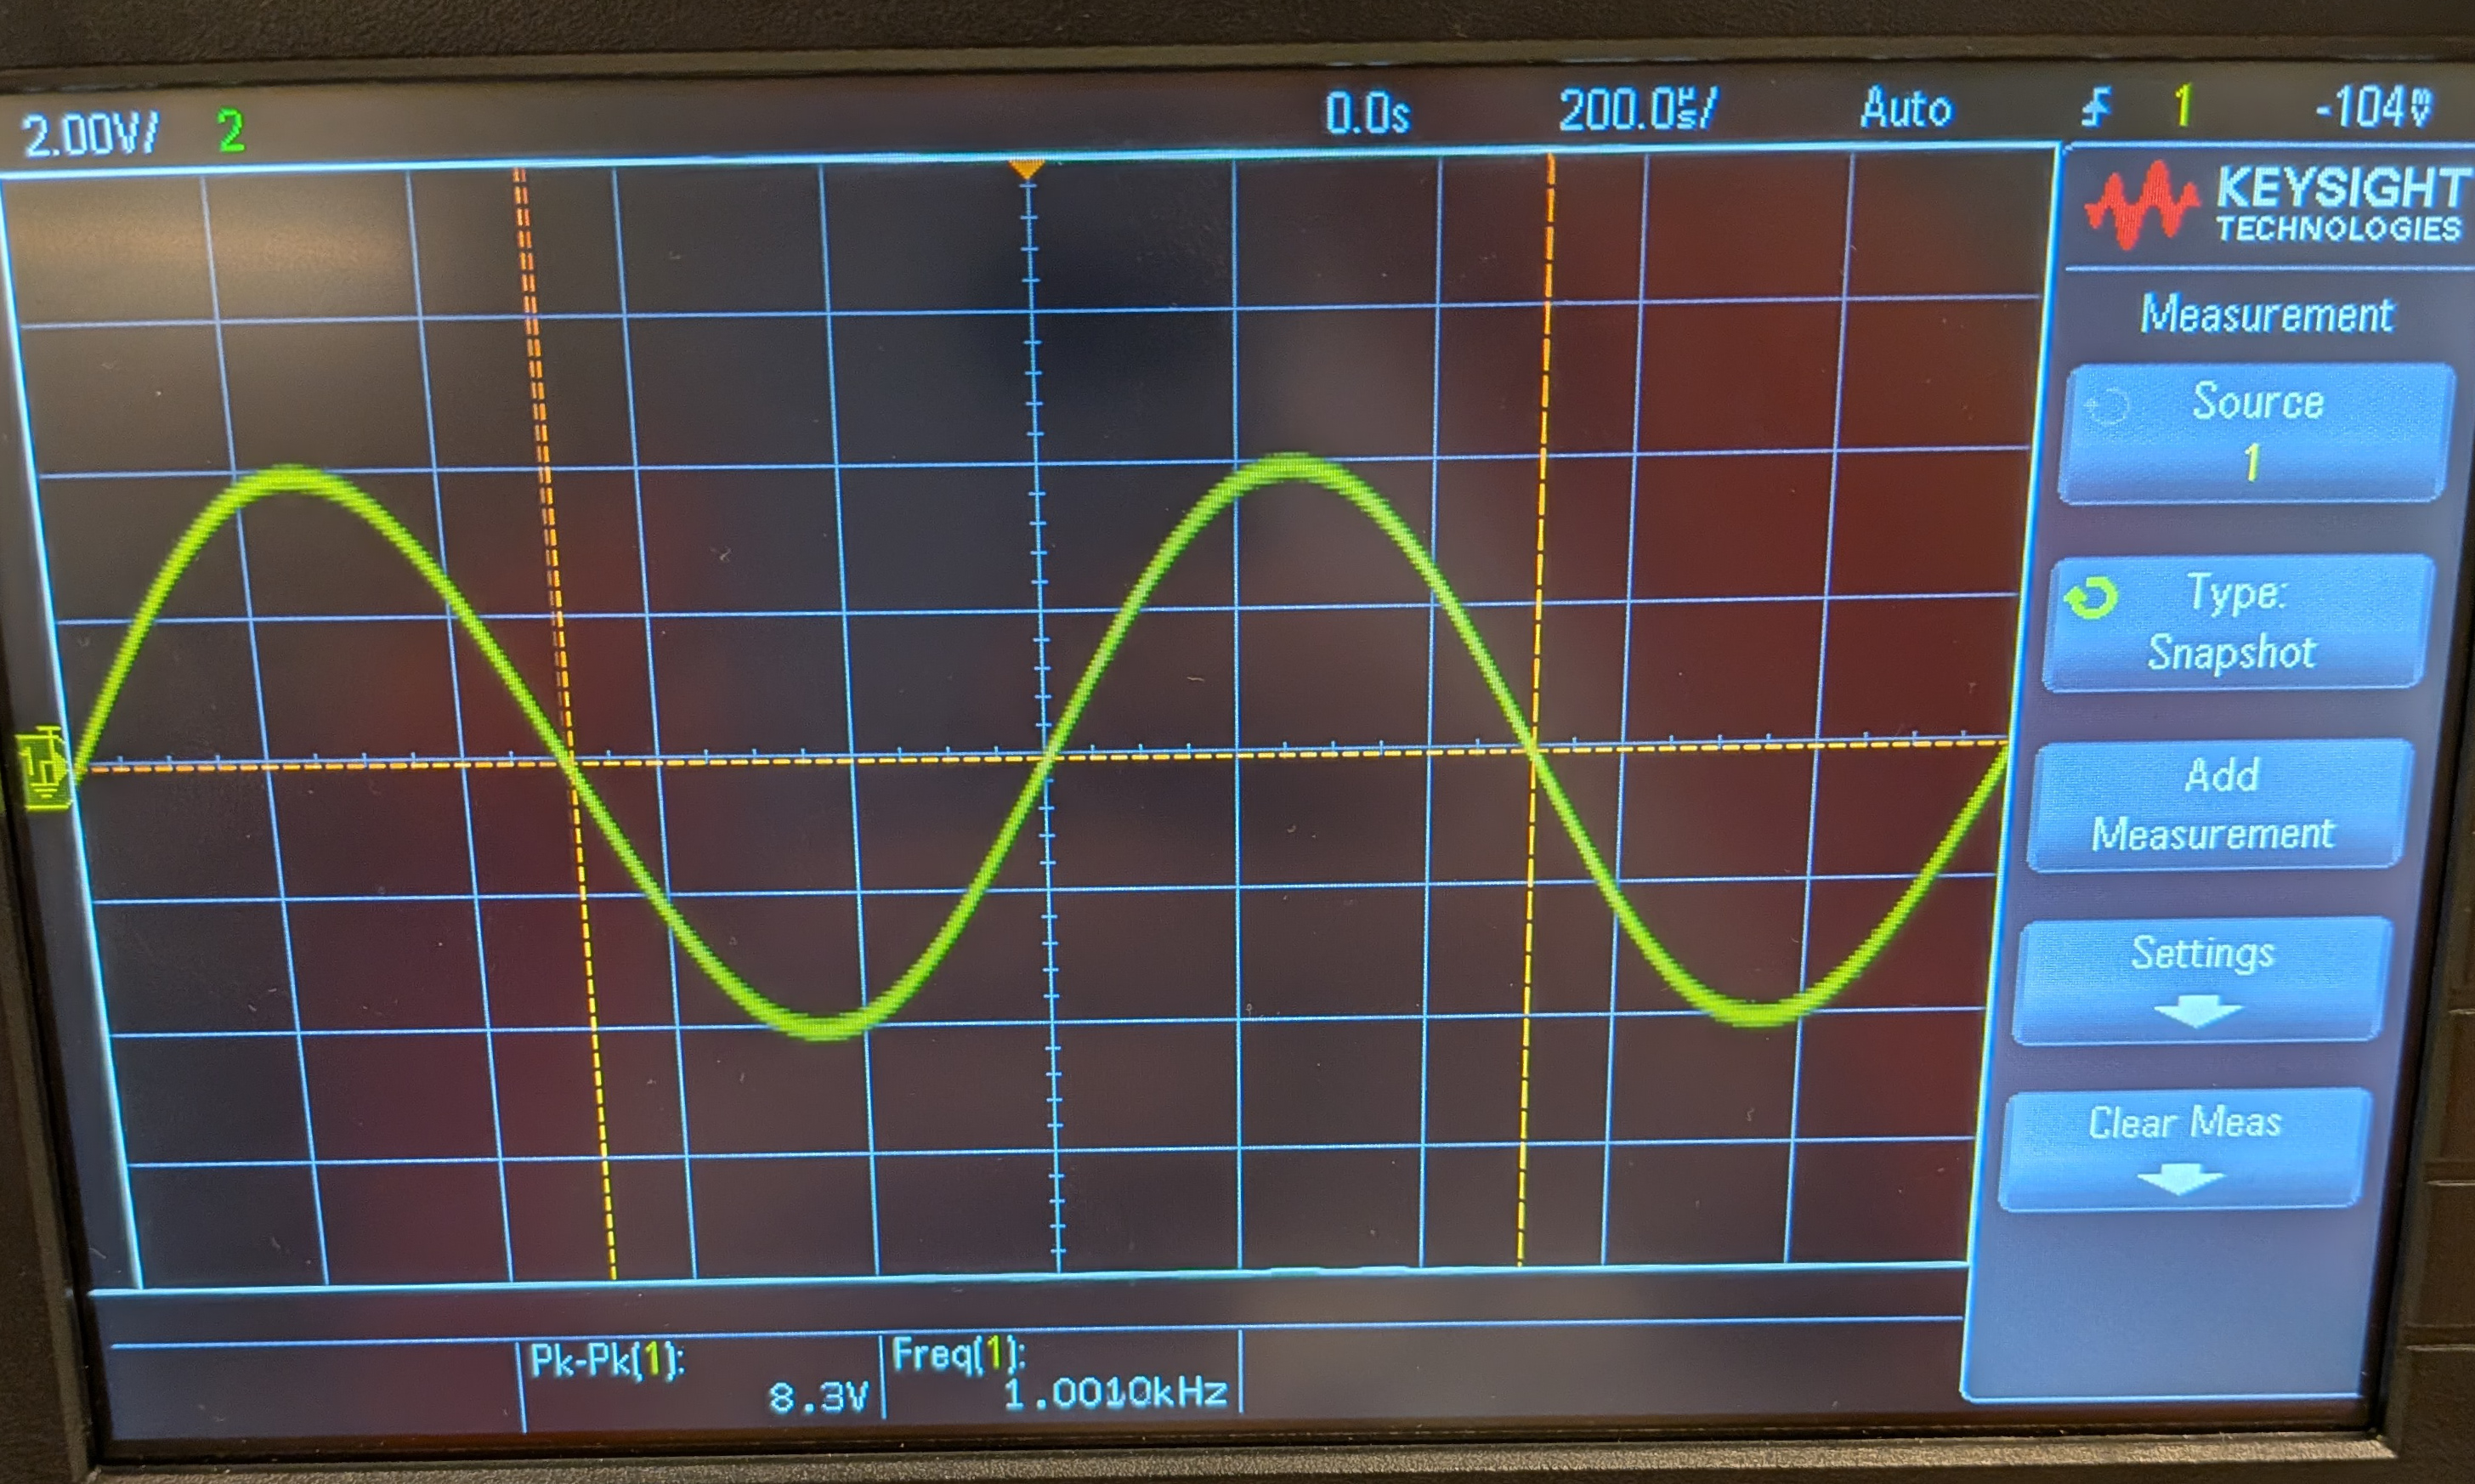 2.00V/ 2 0.0s 200.0µs/ Auto 1 -104mV
KEYSIGHT
TECHNOLOGIES
Measurement
Source
1
Type:
Snapshot
Add
Measurement
Settings
Clear Meas
1
Pk-Pk(1):
8.3V
Freq(1):
1.0010kHz